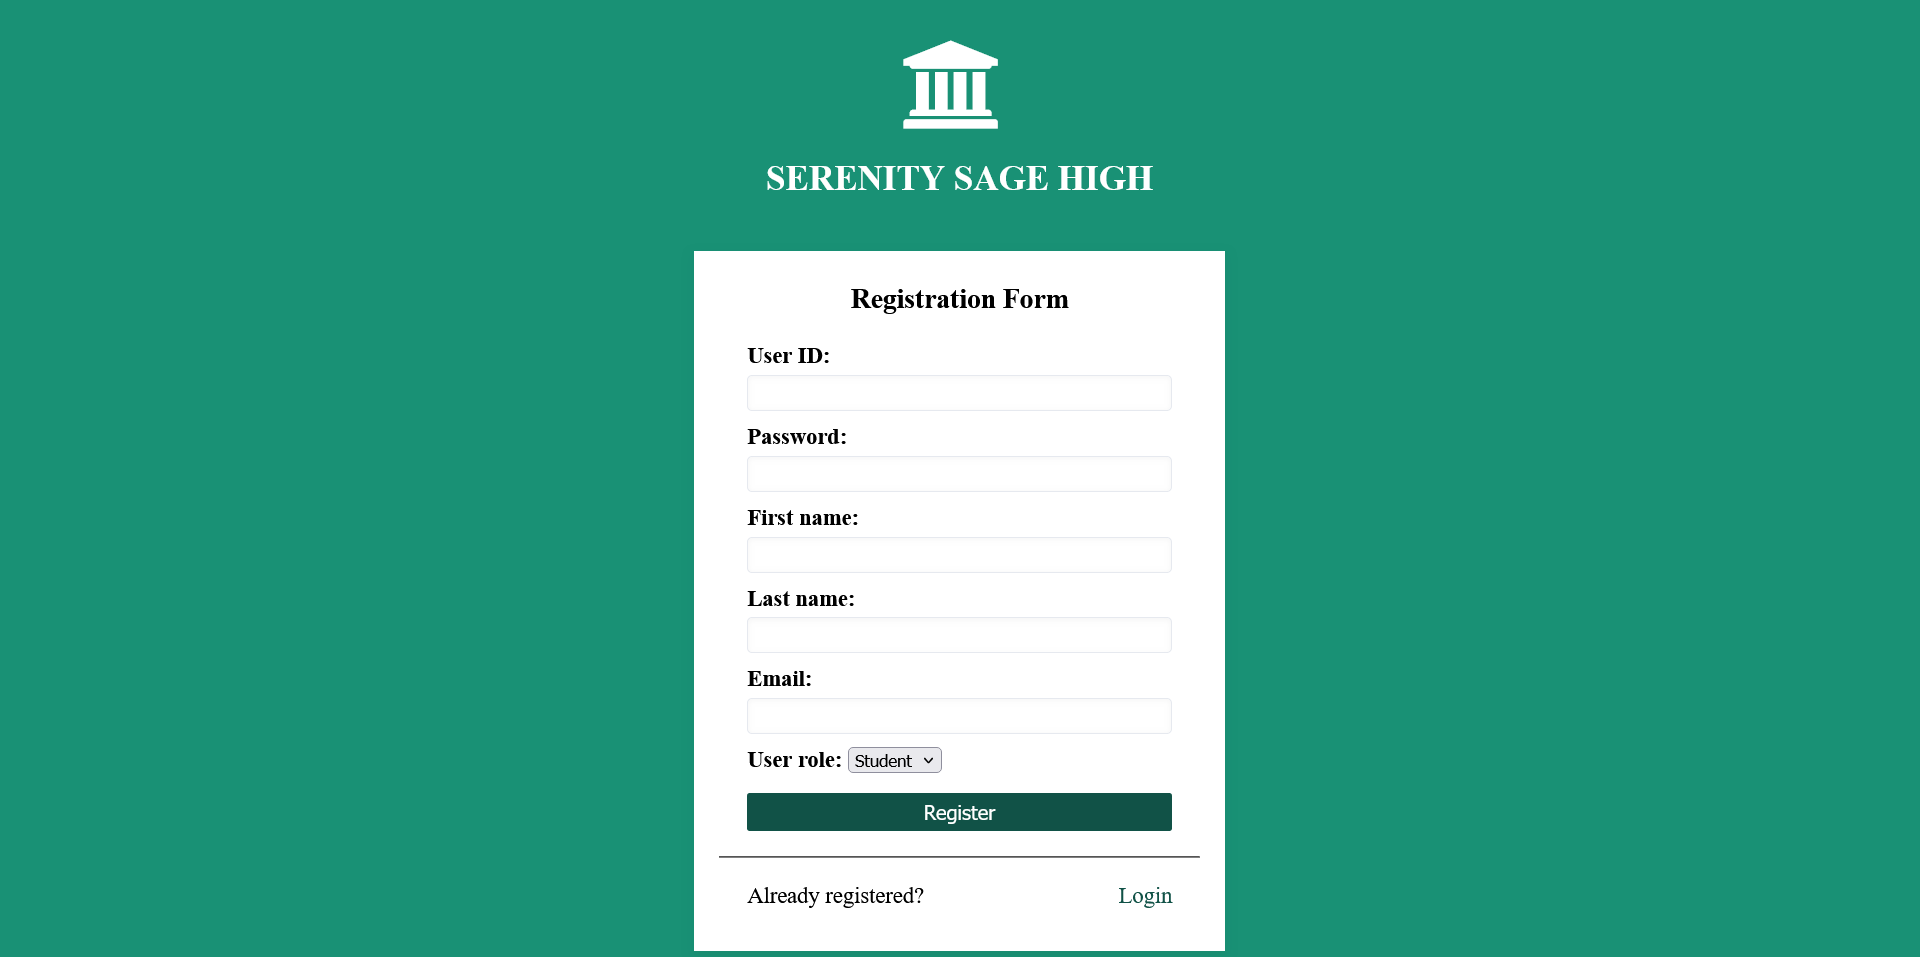 SERENITY SAGE HIGH
Registration Form
User ID:
Password:
First name:
Last name:
Email:
User role: Student
Register
Already registered? Login